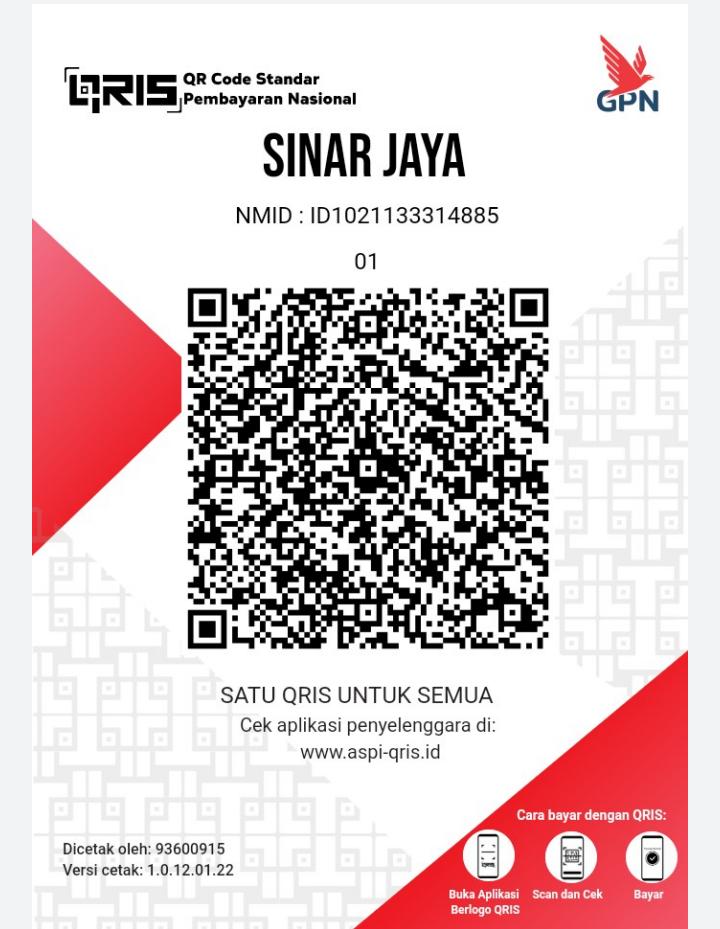 QRIS QR Code Standar
Pembayaran Nasional
GPN
SINAR JAYA
NMID : ID1021133314885
01
SATU QRIS UNTUK SEMUA
Cek aplikasi penyelenggara di:
www.aspi-qris.id
Cara bayar dengan QRIS:
Dicetak oleh: 93600915
Versi cetak: 1.0.12.01.22
Buka Aplikasi
Berlogo QRIS
Scan dan Cek
Bayar